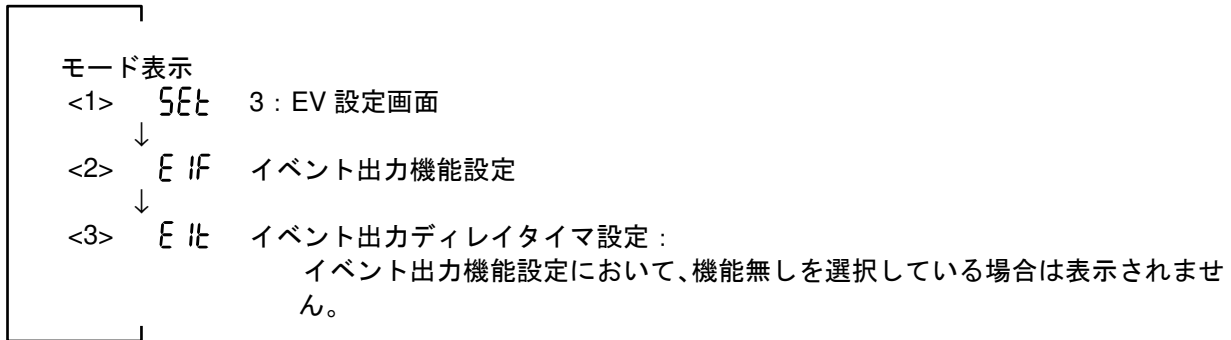 モード表示
<1> SEt 3：EV 設定画面
↓
<2> E1F イベント出力機能設定
↓
<3> E1t イベント出力ディレイタイマ設定：
イベント出力機能設定において、機能無しを選択している場合は表示されませ
ん。